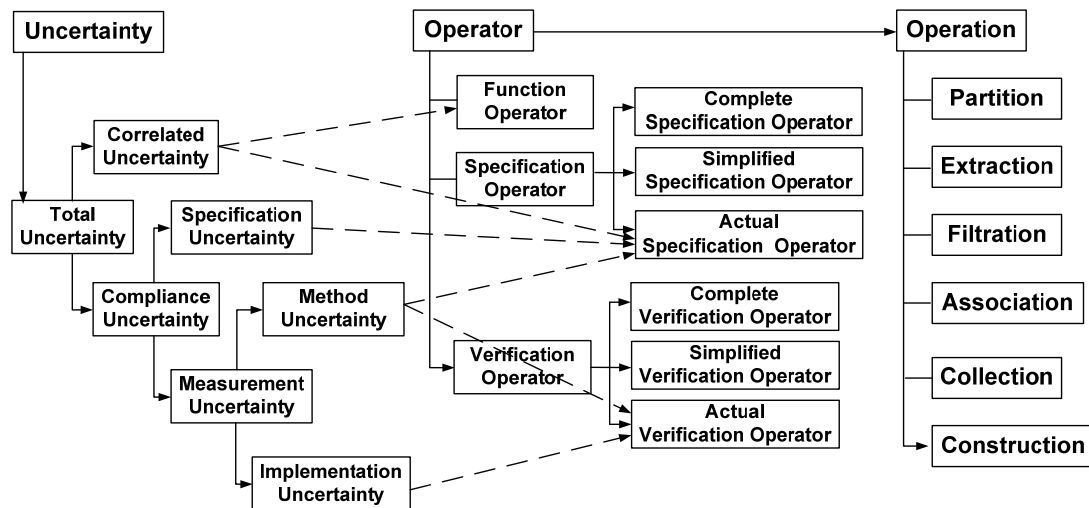 Uncertainty
Operator
Operation
Function
Operator
Complete
Specification Operator
Partition
Correlated
Uncertainty
Specification
Operator
Simplified
Specification Operator
Extraction
Total
Uncertainty
Specification
Uncertainty
Actual
Specification Operator
Filtration
Compliance
Uncertainty
Method
Uncertainty
Complete
Verification Operator
Association
Measurement
Uncertainty
Verification
Operator
Simplified
Verification Operator
Collection
Actual
Verification Operator
Construction
Implementation
Uncertainty